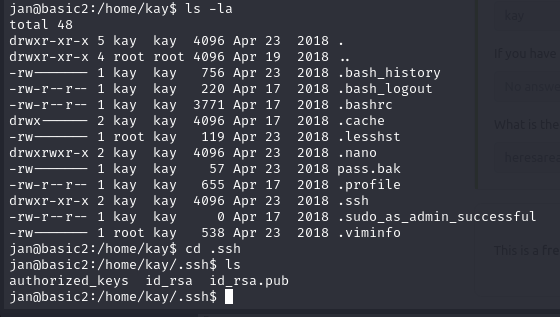 jan@basic2:/home/kay$ ls -la
total 48
drwxr-xr-x 5 kay  kay  4096 Apr 23  2018 .
drwxr-xr-x 4 root root 4096 Apr 19  2018 ..
-rw------- 1 kay  kay   756 Apr 23  2018 .bash_history
-rw-r--r-- 1 kay  kay   220 Apr 17  2018 .bash_logout
-rw-r--r-- 1 kay  kay  3771 Apr 17  2018 .bashrc
drwx------ 2 kay  kay  4096 Apr 17  2018 .cache
-rw------- 1 root kay   119 Apr 23  2018 .lesshst
drwxrwxr-x 2 kay  kay  4096 Apr 23  2018 .nano
-rw------- 1 kay  kay    57 Apr 23  2018 pass.bak
-rw-r--r-- 1 kay  kay   655 Apr 17  2018 .profile
drwxr-xr-x 2 kay  kay  4096 Apr 23  2018 .ssh
-rw-r--r-- 1 kay  kay     0 Apr 17  2018 .sudo_as_admin_successful
-rw------- 1 root kay   538 Apr 23  2018 .viminfo
jan@basic2:/home/kay$ cd .ssh
jan@basic2:/home/kay/.ssh$ ls
authorized_keys  id_rsa  id_rsa.pub
jan@basic2:/home/kay/.ssh$
kay
If you have
What is the
This is a fre